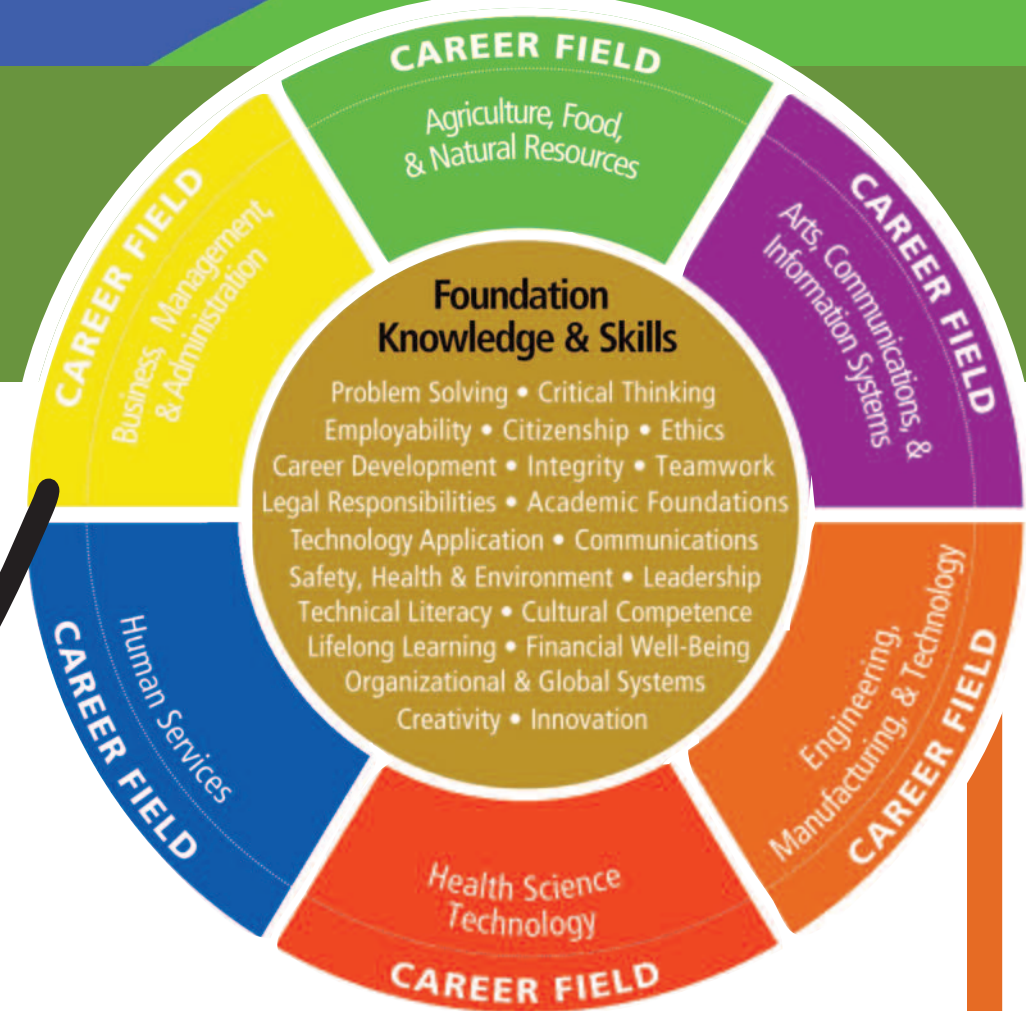 CAREER FIELD
Agriculture, Food,
& Natural Resources
CAREER FIELD
Arts, Communications, &
Information Systems
CAREER FIELD
Engineering,
Manufacturing, & Technology
CAREER FIELD
Health Science
Technology
CAREER FIELD
Human Services
CAREER FIELD
Business, Management,
& Administration
Foundation
Knowledge & Skills
Problem Solving • Critical Thinking
Employability • Citizenship • Ethics
Career Development • Integrity • Teamwork
Legal Responsibilities • Academic Foundations
Technology Application • Communications
Safety, Health & Environment • Leadership
Technical Literacy • Cultural Competence
Lifelong Learning • Financial Well-Being
Organizational & Global Systems
Creativity • Innovation